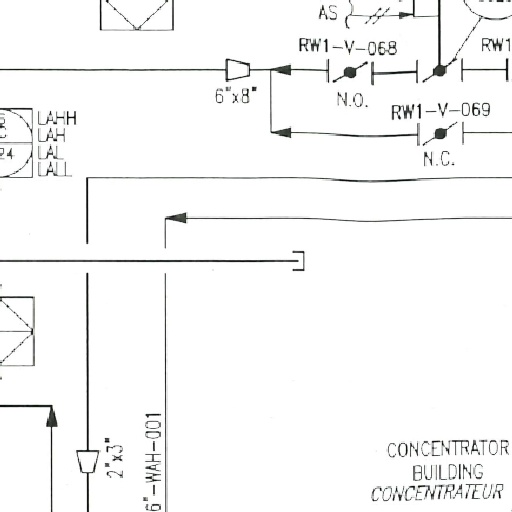 AS
RW1-V-068
RW1
6"x8"
N.O.
RW1-V-069
N.C.
LAHH
LAH
LAL
LALL
24
2"x3"
6"-WAH-001
CONCENTRATOR
BUILDING
CONCENTRATEUR